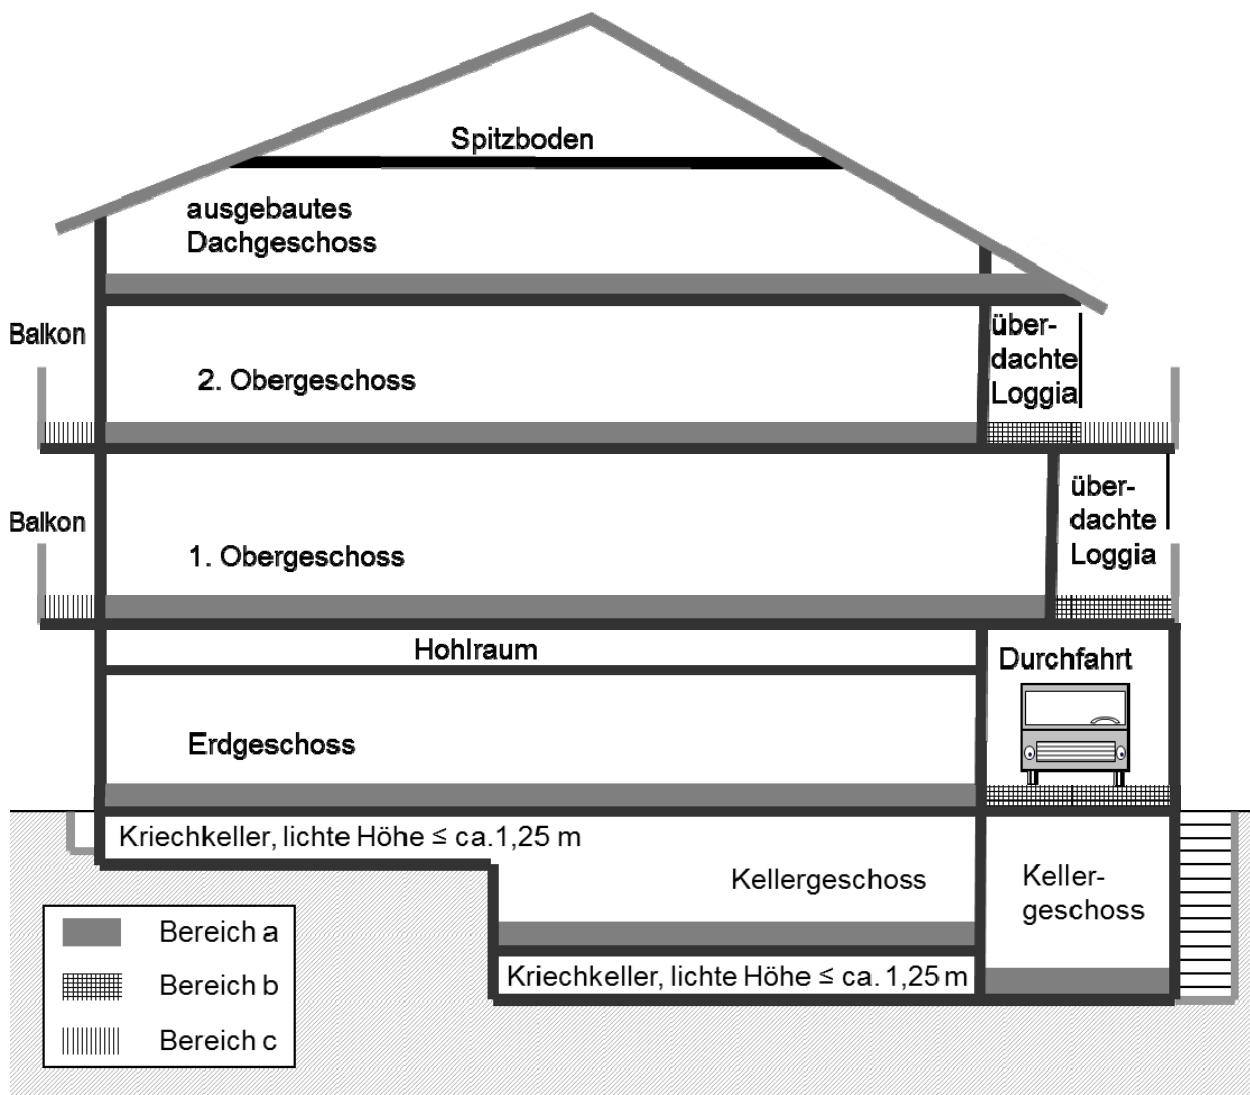 Spitzboden
ausgebautes
Dachgeschoss
Balkon
2. Obergeschoss
über-
dachte
Loggia
Balkon
1. Obergeschoss
über-
dachte
Loggia
Hohlraum
Durchfahrt
Erdgeschoss
Kriechkeller, lichte Höhe ≤ ca.1,25 m
Kellergeschoss
Keller-
geschoss
Kriechkeller, lichte Höhe ≤ ca. 1,25 m
Bereich a
Bereich b
Bereich c